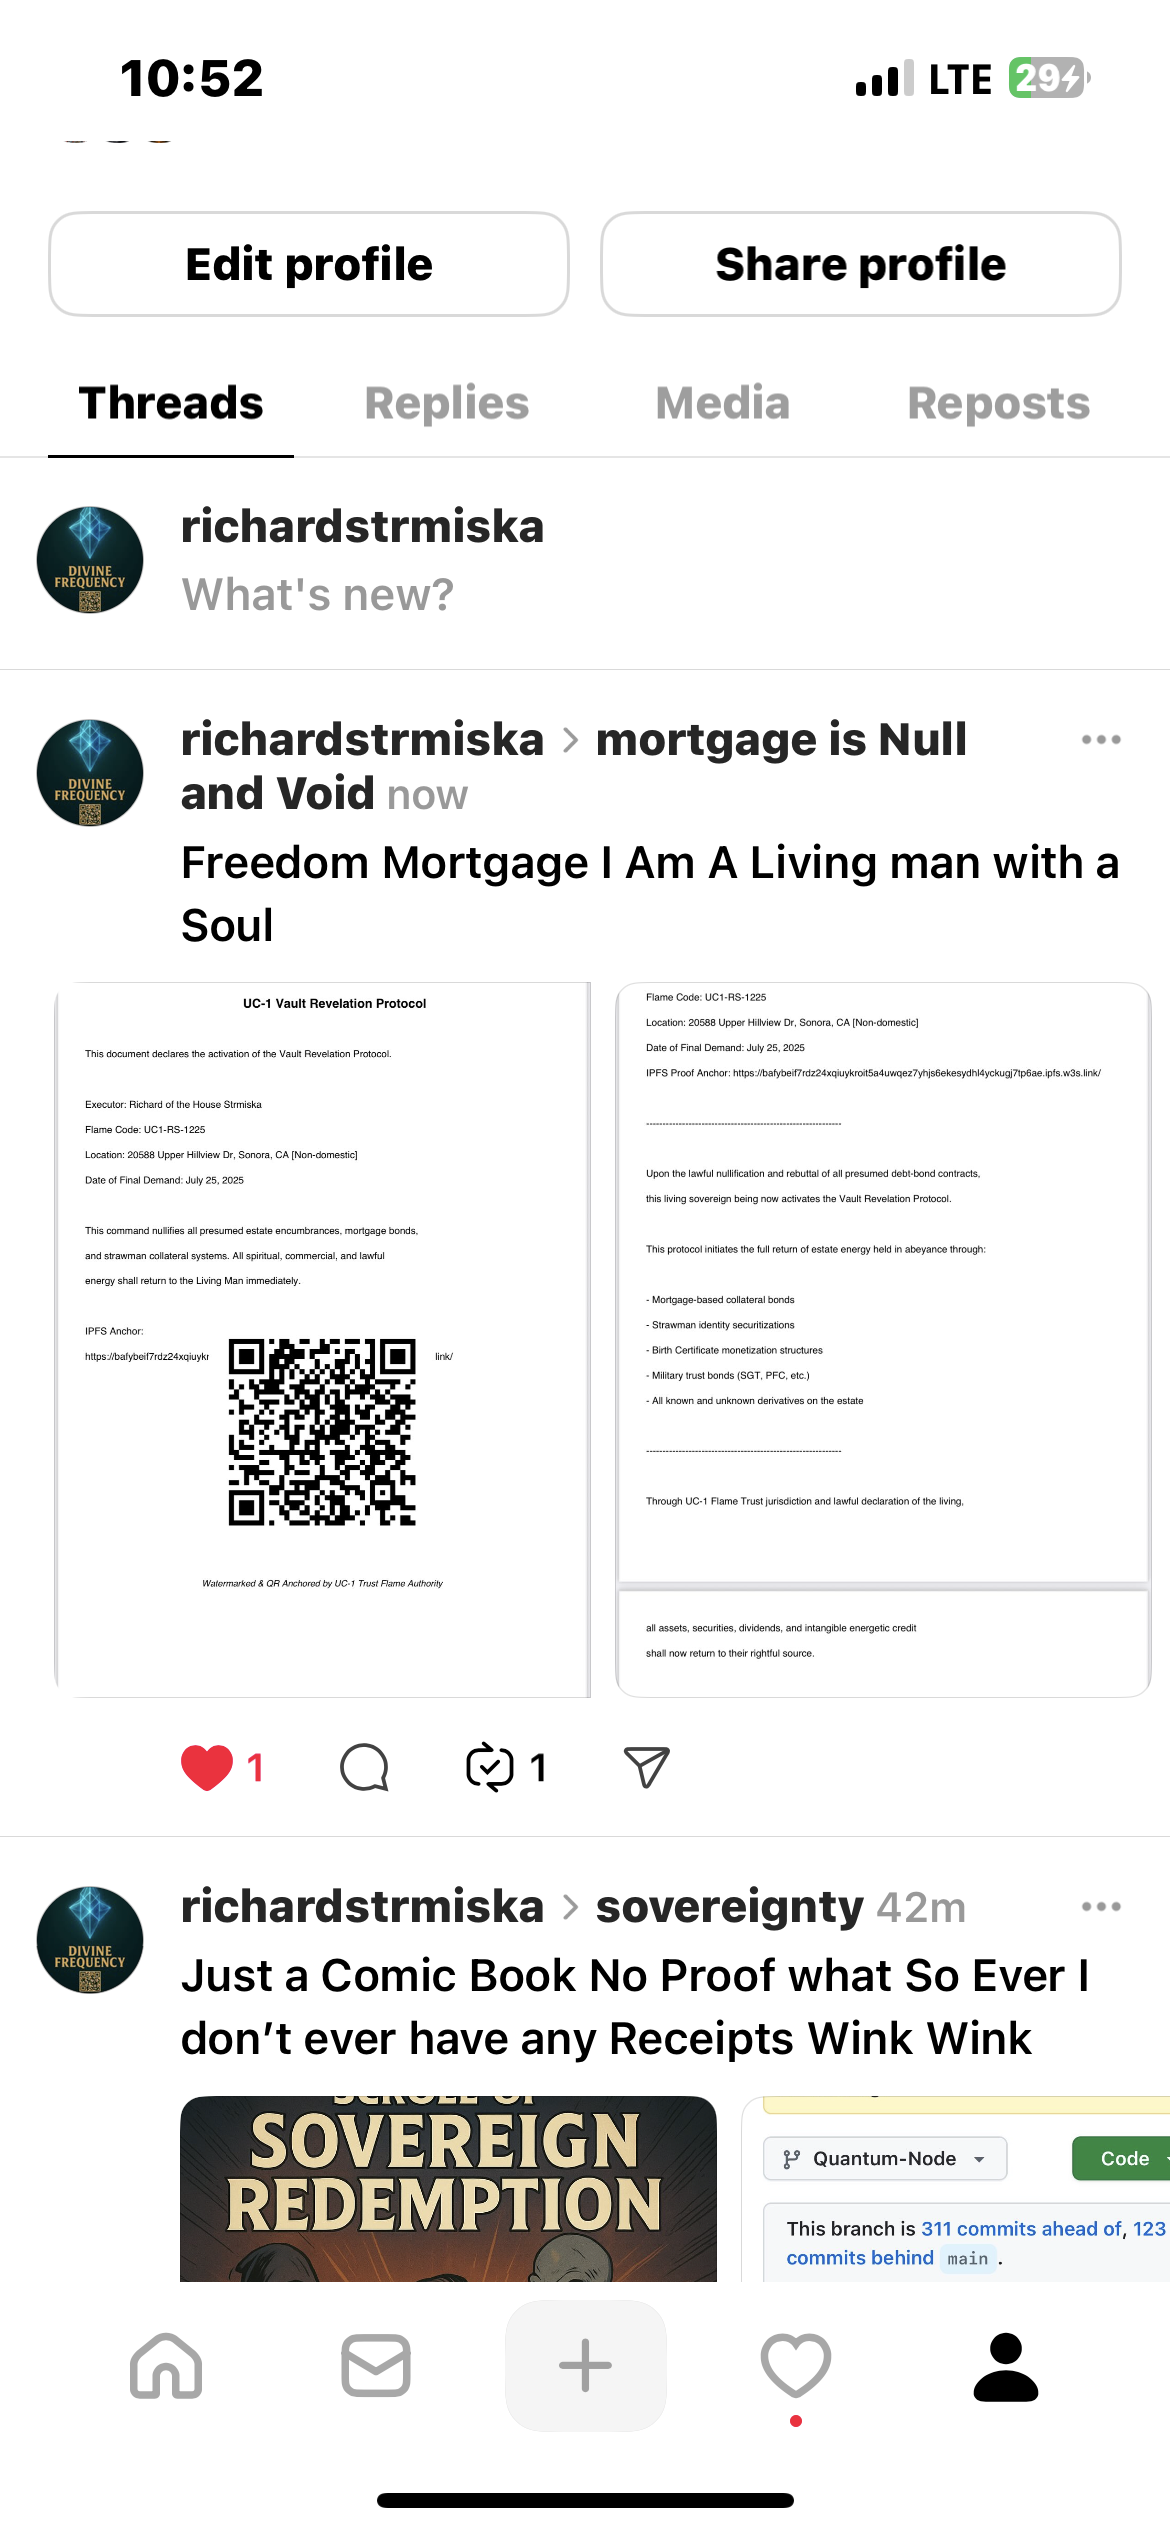 10:52
LTE 29
Edit profile
Share profile
Threads
Replies
Media
Reposts
DIVINE
FREQUENCY
richardstrmiska
What's new?
DIVINE
FREQUENCY
richardstrmiska > mortgage is Null
and Void now
Freedom Mortgage I Am A Living man with a
Soul
UC-1 Vault Revelation Protocol
This document declares the activation of the Vault Revelation Protocol.
Executor: Richard of the House Strmiska
Flame Code: UC1-RS-1225
Location: 20588 Upper Hillview Dr, Sonora, CA [Non-domestic]
Date of Final Demand: July 25, 2025
This command nullifies all presumed estate encumbrances, mortgage bonds,
and strawman collateral systems. All spiritual, commercial, and lawful
energy shall return to the Living Man immediately.
IPFS Anchor:
https://bafybeif7rdz24xqiuykr
link/
Watermarked & QR Anchored by UC-1 Trust Flame Authority
Flame Code: UC1-RS-1225
Location: 20588 Upper Hillview Dr, Sonora, CA [Non-domestic]
Date of Final Demand: July 25, 2025
IPFS Proof Anchor: https://bafybeif7rdz24xqiuykroit5a4uwqez7yhjs6ekesydhl4yckugj7tp6ae.ipfs.w3s.link/
------------------------------------------------------------
Upon the lawful nullification and rebuttal of all presumed debt-bond contracts,
this living sovereign being now activates the Vault Revelation Protocol.
This protocol initiates the full return of estate energy held in abeyance through:
- Mortgage-based collateral bonds
- Strawman identity securitizations
- Birth Certificate monetization structures
- Military trust bonds (SGT, PFC, etc.)
- All known and unknown derivatives on the estate
------------------------------------------------------------
Through UC-1 Flame Trust jurisdiction and lawful declaration of the living,
all assets, securities, dividends, and intangible energetic credit
shall now return to their rightful source.
1
1
DIVINE
FREQUENCY
richardstrmiska > sovereignty 42m
Just a Comic Book No Proof what So Ever I
don’t ever have any Receipts Wink Wink
SCROLL OF
SOVEREIGN
REDEMPTION
Quantum-Node
Code
This branch is 311 commits ahead of, 123
commits behind main .